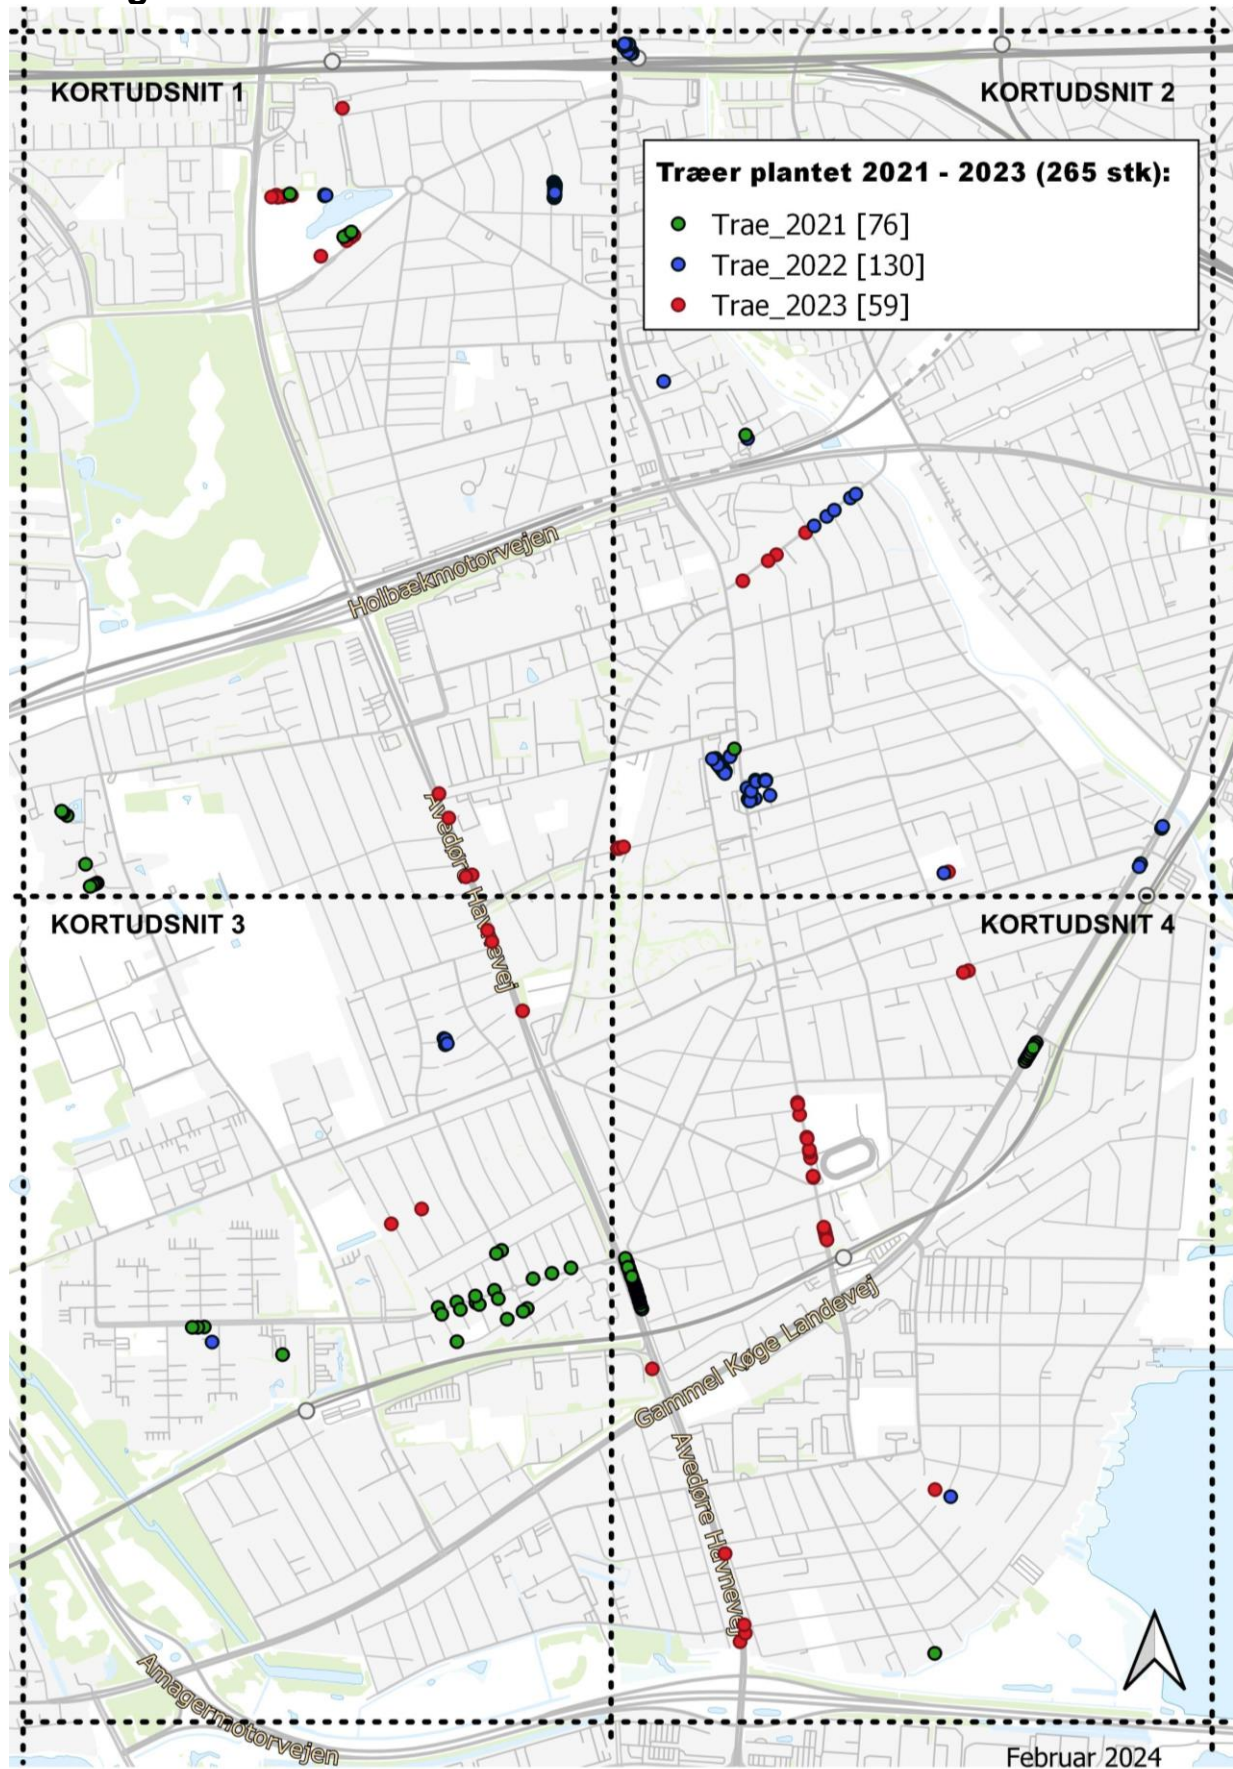 KORTUDSNIT 1
KORTUDSNIT 2
Træer plantet 2021 - 2023 (265 stk):
Trae_2021 [76]
Trae_2022 [130]
Trae_2023 [59]
Holbækmotorvejen
Avedøre Havnevej
KORTUDSNIT 3
KORTUDSNIT 4
Gammel Køge Landevej
Avedøre Havnevej
Amagermotorvejen
Februar 2024